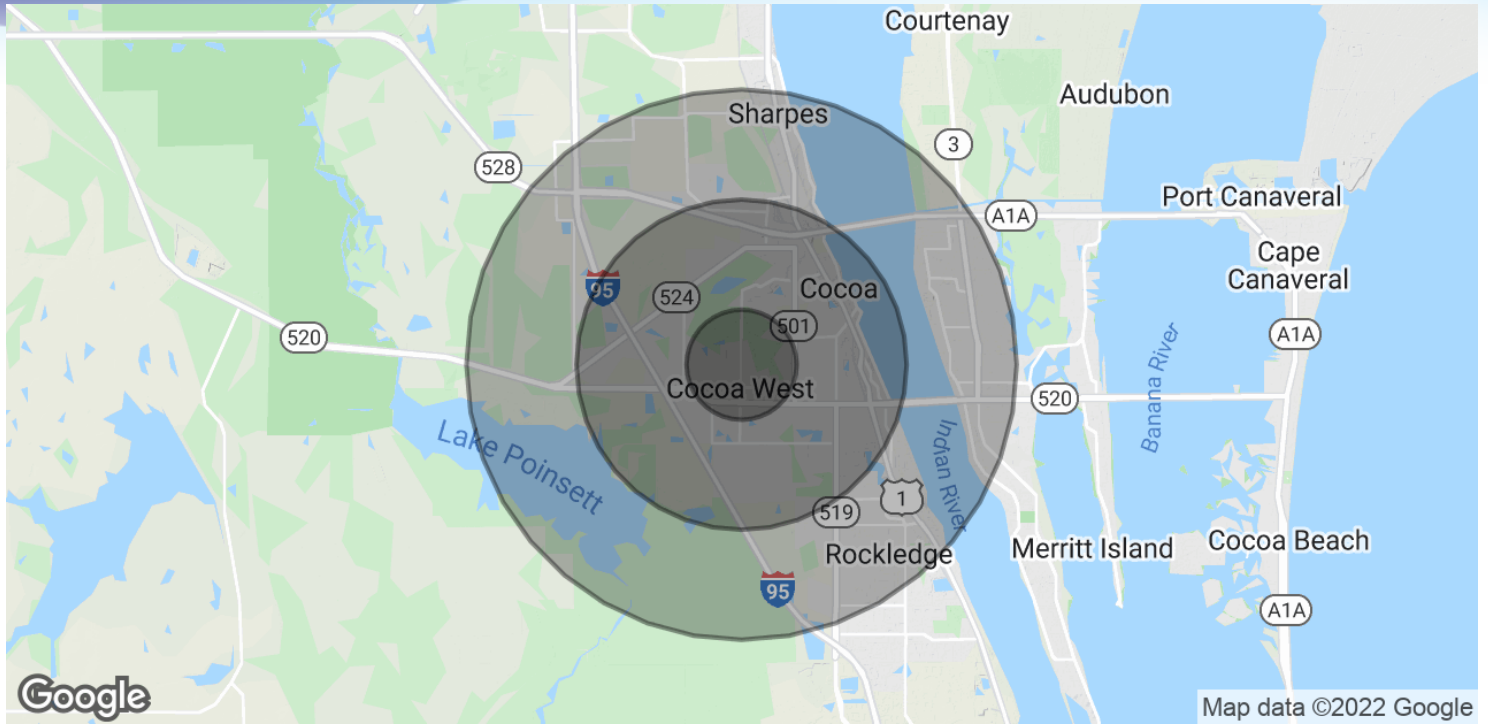 Courtenay
Audubon
Sharpes
3
528
Port Canaveral
A1A
Cape
Canaveral
95
524
Cocoa
501
520
A1A
Cocoa West
520
Banana River
Lake Poinsett
Indian River
1
519
Rockledge
Merritt Island
Cocoa Beach
95
A1A
Google
Map data ©2022 Google